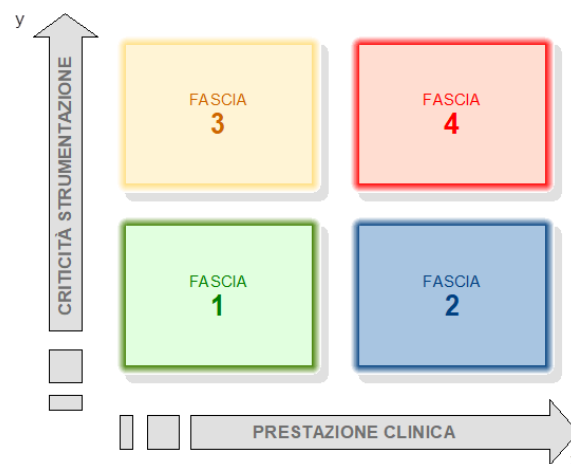 y
CRITICITÀ STRUMENTAZIONE
FASCIA
3
FASCIA
4
FASCIA
1
FASCIA
2
PRESTAZIONE CLINICA